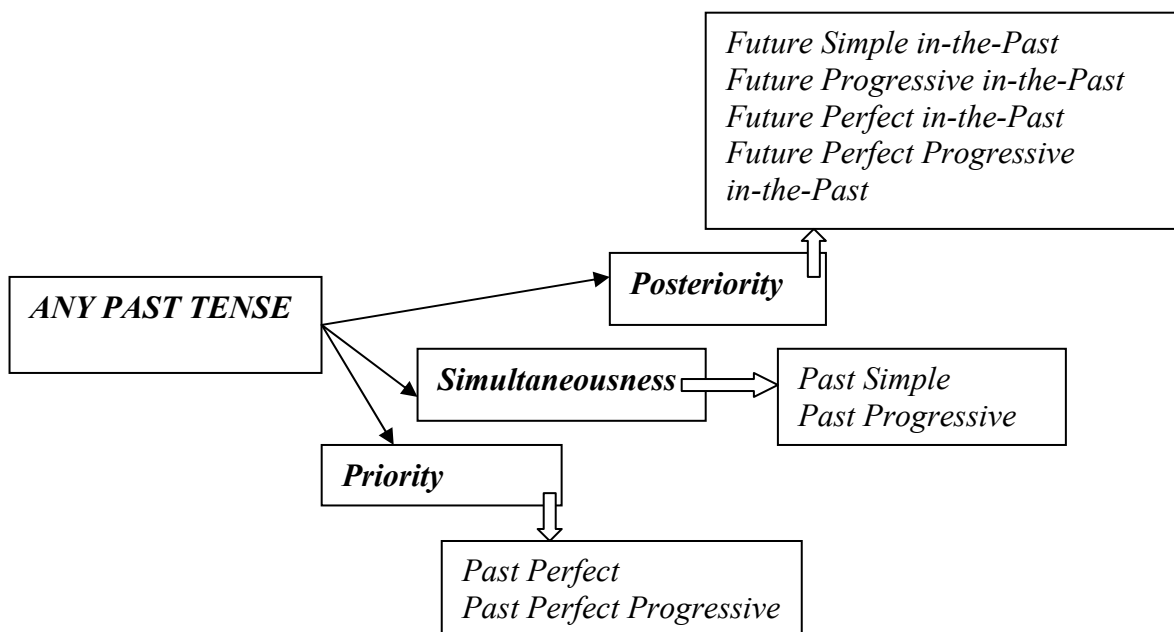 Future Simple in-the-Past
Future Progressive in-the-Past
Future Perfect in-the-Past
Future Perfect Progressive
in-the-Past
Posteriority
ANY PAST TENSE
Simultaneousness
Past Simple
Past Progressive
Priority
Past Perfect
Past Perfect Progressive